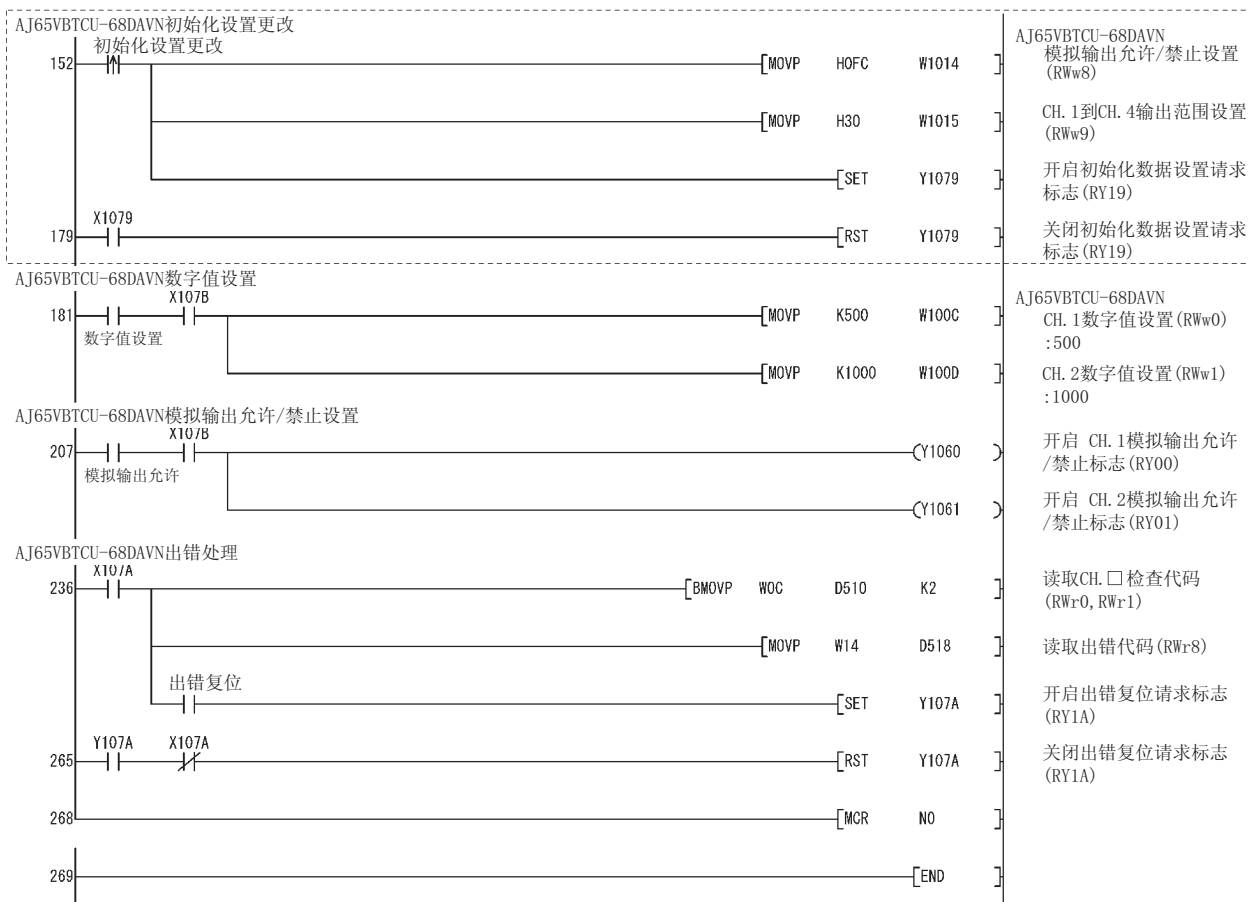 AJ65VBTCU-68DAVN初始化设置更改
初始化设置更改
152 MOVP H0FC W1014
AJ65VBTCU-68DAVN
模拟输出允许/禁止设置
(RWw8)
MOVP H30 W1015
CH.1到CH.4输出范围设置
(RWw9)
SET Y1079
开启初始化数据设置请求
标志(RY19)
X1079
179 RST Y1079
关闭初始化数据设置请求
标志(RY19)
AJ65VBTCU-68DAVN数字值设置
X107B
181 MOVP K500 W100C
数字值设置
AJ65VBTCU-68DAVN
CH.1数字值设置(RWw0)
:500
MOVP K1000 W100D
CH.2数字值设置(RWw1)
:1000
AJ65VBTCU-68DAVN模拟输出允许/禁止设置
X107B
207 Y1060
模拟输出允许
开启 CH.1模拟输出允许
/禁止标志(RY00)
Y1061
开启 CH.2模拟输出允许
/禁止标志(RY01)
AJ65VBTCU-68DAVN出错处理
X107A
236 BMOVP W0C D510 K2
读取CH.□检查代码
(RWr0,RWr1)
MOVP W14 D518
读取出错代码(RWr8)
出错复位
SET Y107A
开启出错复位请求标志
(RY1A)
Y107A X107A
265 RST Y107A
关闭出错复位请求标志
(RY1A)
268 MCR N0
269 END